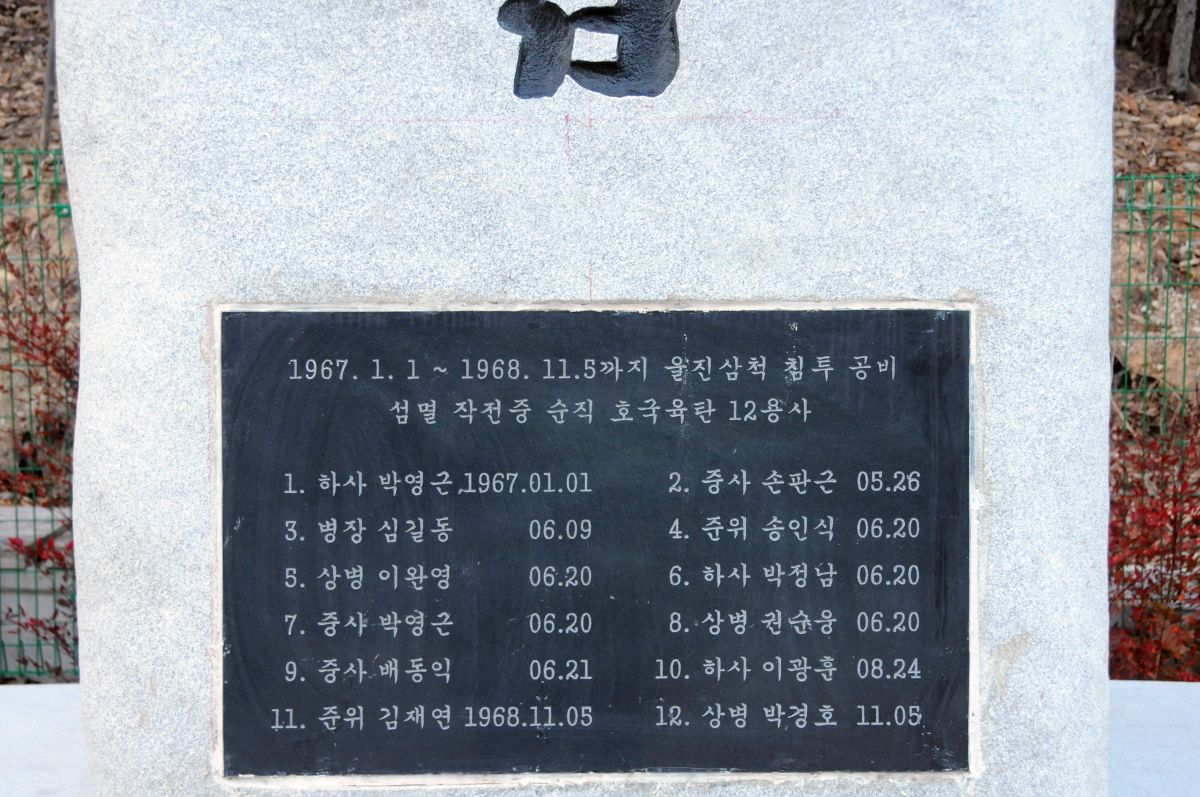 1967. 1. 1 ~ 1968. 11.5까지 울진삼척 침투 공비
섬멸 작전중 순직 호국육탄 12용사
1. 하사 박영근 1967.01.01 2. 중사 손판근 05.26
3. 병장 심길동 06.09 4. 준위 송인식 06.20
5. 상병 이완영 06.20 6. 하사 박정남 06.20
7. 중사 박영근 06.20 8. 상병 권순웅 06.20
9. 중사 배동익 06.21 10. 하사 이광훈 08.24
11. 준위 김재연 1968.11.05 12. 상병 박경호 11.05